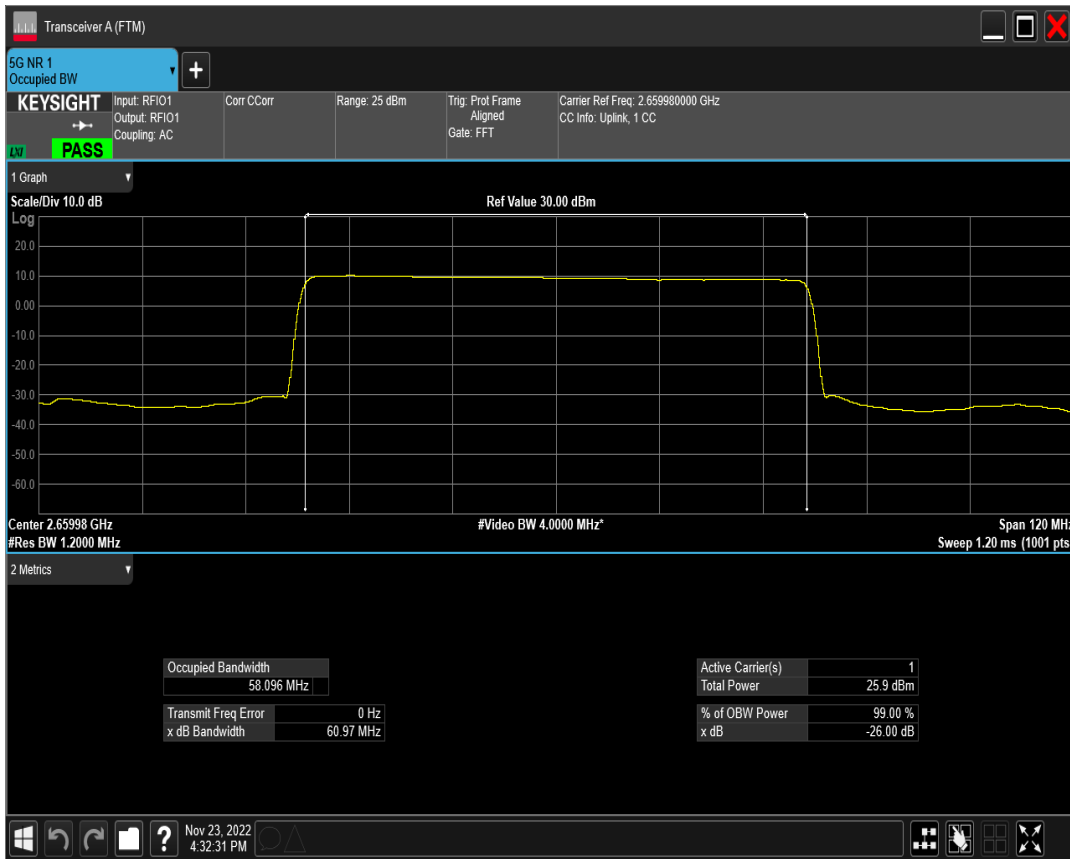 Transceiver A (FTM)
5G NR 1
Occupied BW
+
KEYSIGHT
LXI
PASS
Input: RFIO1
Output: RFIO1
Coupling: AC
Corr CCorr
Range: 25 dBm
Trig: Prot Frame
Aligned
Gate: FFT
Carrier Ref Freq: 2.659980000 GHz
CC Info: Uplink, 1 CC
1 Graph
Scale/Div 10.0 dB
Ref Value 30.00 dBm
Log
20.0
10.0
0.00
-10.0
-20.0
-30.0
-40.0
-50.0
-60.0
Center 2.65998 GHz
#Video BW 4.0000 MHz*
Span 120 MHz
#Res BW 1.2000 MHz
Sweep 1.20 ms (1001 pts
2 Metrics
Occupied Bandwidth
58.096 MHz
Transmit Freq Error 0 Hz
x dB Bandwidth 60.97 MHz
Active Carrier(s) 1
Total Power 25.9 dBm
% of OBW Power 99.00 %
x dB -26.00 dB
?
Nov 23, 2022
4:32:31 PM